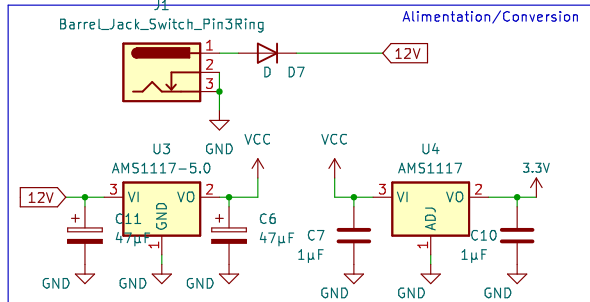 J1
Alimentation/Conversion
Barrel_Jack_Switch_Pin3Ring
1
2
3
D D7
12V
GND
U3
AMS1117-5.0
VCC
12V
3 VI VO 2
GND
1
C11
47µF
C6
47µF
GND GND GND
VCC
U4
AMS1117
3.3V
3 VI VO 2
ADJ
1
C7
1µF
C10
1µF
GND GND GND